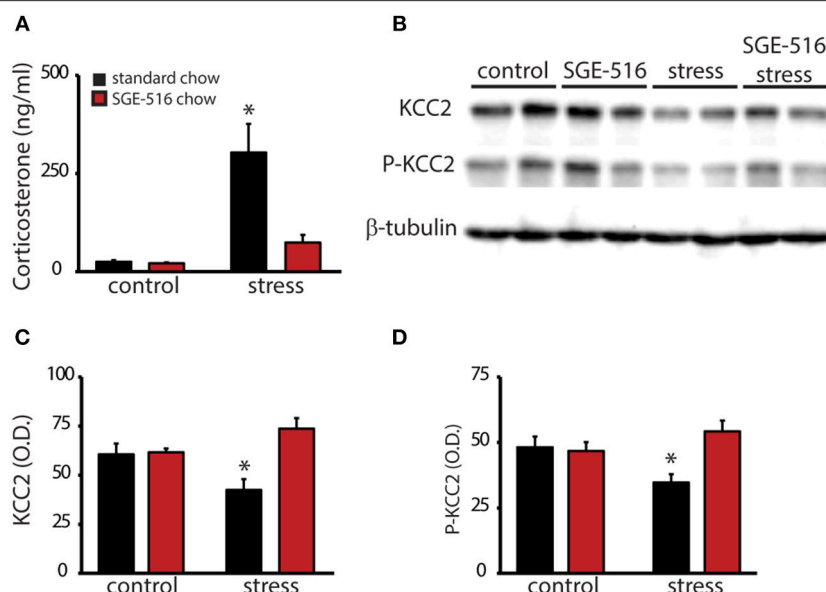 A
500
250
0
Corticosterone (ng/ml)
standard chow
SGE-516 chow
*
control
stress
B
control
SGE-516
stress
SGE-516
stress
KCC2
P-KCC2
β-tubulin
C
100
75
50
25
0
KCC2 (O.D.)
*
control
stress
D
75
50
25
0
P-KCC2 (O.D.)
*
control
stress